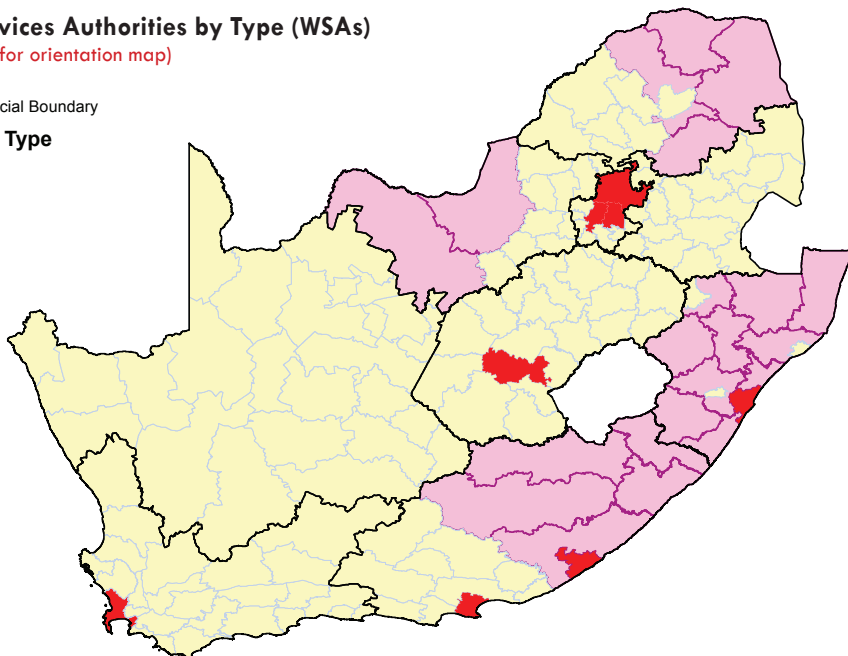 vices Authorities by Type (WSAs)
for orientation map)
cial Boundary
Type